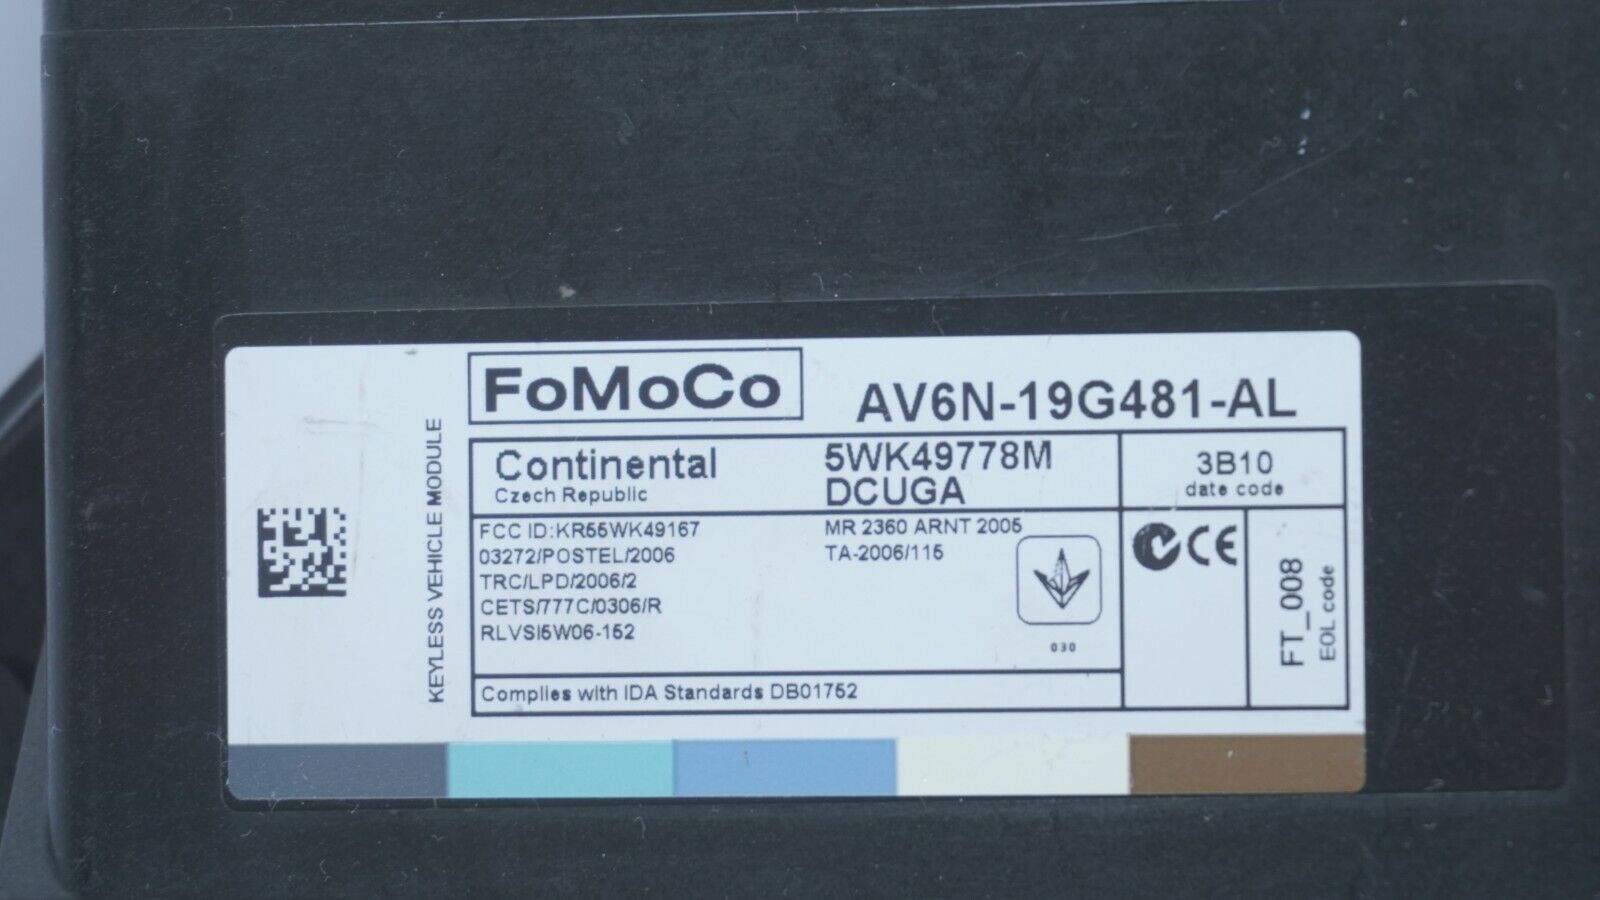 FoMoCo
AV6N-19G481-AL
KEYLESS VEHICLE MODULE
Continental
Czech Republic
5WK49778M
DCUGA
3B10
date code
FCC ID:KR55WK49167
03272/POSTEL/2006
TRC/LPD/2006/2
CETS/777C/0306/R
RLVSI5W06-152
MR 2360 ARNT 2005
TA-2006/115
030
CE
FT_008
EOL code
Complies with IDA Standards DB01752